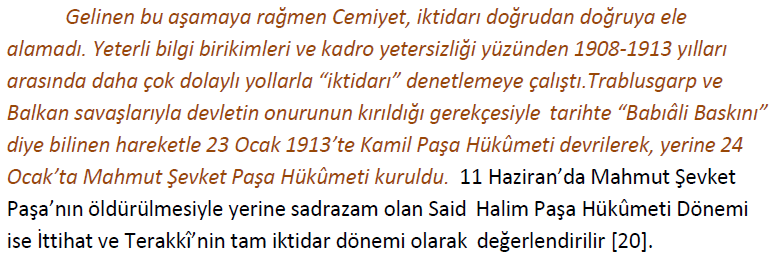 Gelinen bu aşamaya rağmen Cemiyet, iktidarı doğrudan doğruya ele
alamadı. Yeterli bilgi birikimleri ve kadro yetersizliği yüzünden 1908-1913 yılları
arasında daha çok dolaylı yollarla “iktidarı” denetlemeye çalıştı.Trablusgarp ve
Balkan savaşlarıyla devletin onurunun kırıldığı gerekçesiyle tarihte “Babıâli Baskını”
diye bilinen hareketle 23 Ocak 1913’te Kamil Paşa Hükûmeti devrilerek, yerine 24
Ocak’ta Mahmut Şevket Paşa Hükûmeti kuruldu. 11 Haziran’da Mahmut Şevket
Paşa’nın öldürülmesiyle yerine sadrazam olan Said Halim Paşa Hükûmeti Dönemi
ise İttihat ve Terakkî’nin tam iktidar dönemi olarak değerlendirilir [20].